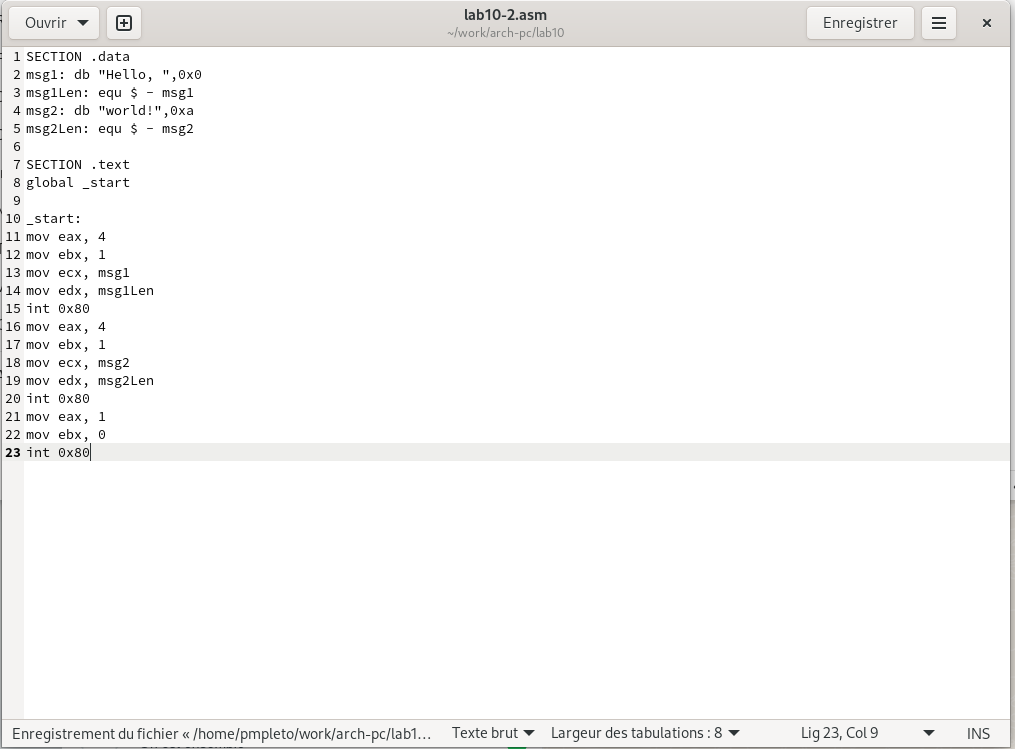 Ouvrir
lab10-2.asm
~/work/arch-pc/lab10
Enregistrer
1 SECTION .data
2 msg1: db "Hello, ",0x0
3 msg1Len: equ $ - msg1
4 msg2: db "world!",0xa
5 msg2Len: equ $ - msg2
6
7 SECTION .text
8 global _start
9
10 _start:
11 mov eax, 4
12 mov ebx, 1
13 mov ecx, msg1
14 mov edx, msg1Len
15 int 0x80
16 mov eax, 4
17 mov ebx, 1
18 mov ecx, msg2
19 mov edx, msg2Len
20 int 0x80
21 mov eax, 1
22 mov ebx, 0
23 int 0x80
Enregistrement du fichier « /home/pmpleto/work/arch-pc/lab1… Texte brut Largeur des tabulations : 8 Lig 23, Col 9 INS